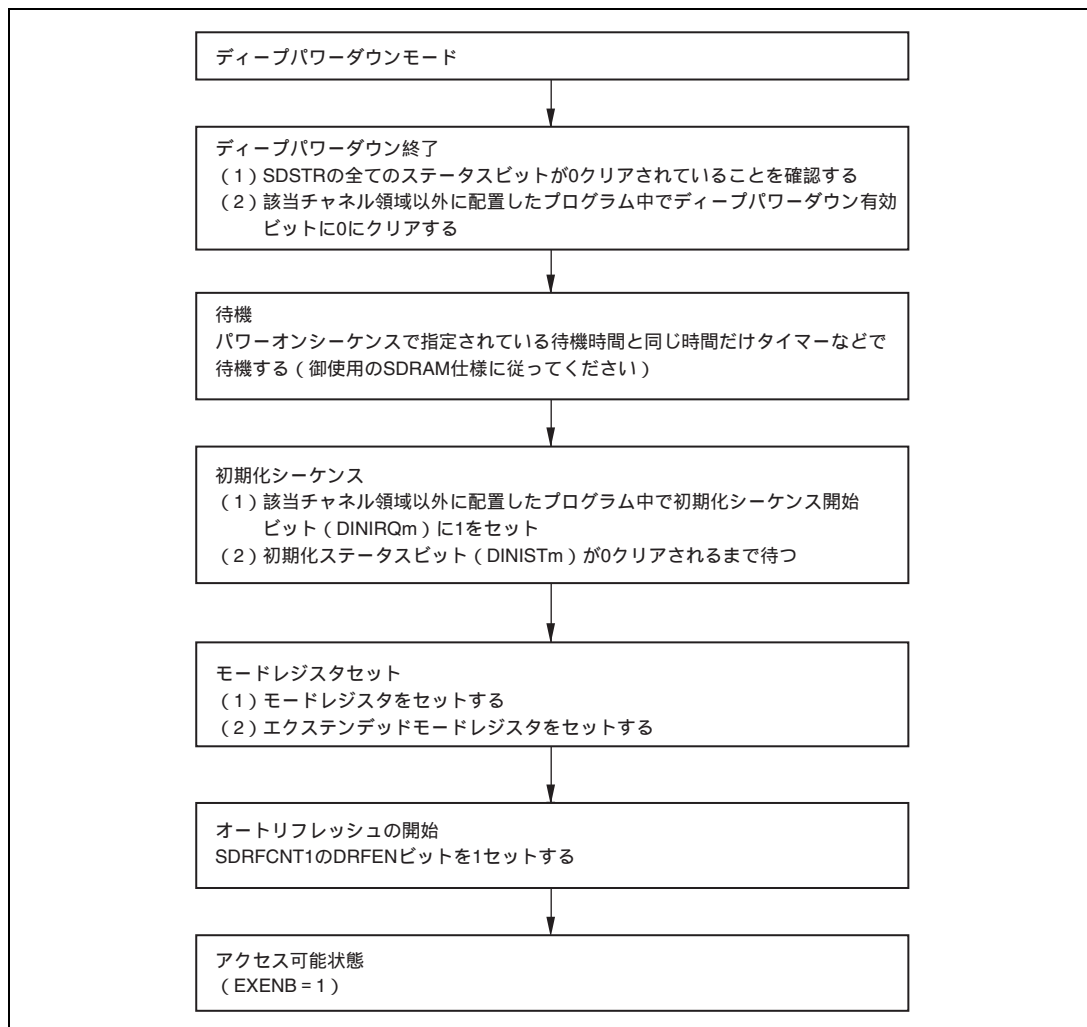 ディープパワーダウンモード
ディープパワーダウン終了
(1)SDSTRの全てのステータスビットが0クリアされていることを確認する
(2)該当チャネル領域以外に配置したプログラム中でディープパワーダウン有効
ビットに0にクリアする
待機
パワーオンシーケンスで指定されている待機時間と同じ時間だけタイマーなどで
待機する(御使用のSDRAM仕様に従ってください)
初期化シーケンス
(1)該当チャネル領域以外に配置したプログラム中で初期化シーケンス開始
ビット(DINIRQm)に1をセット
(2)初期化ステータスビット(DINISTm)が0クリアされるまで待つ
モードレジスタセット
(1)モードレジスタをセットする
(2)エクステンデッドモードレジスタをセットする
オートリフレッシュの開始
SDRFCNT1のDRFENビットを1セットする
アクセス可能状態
(EXENB = 1)